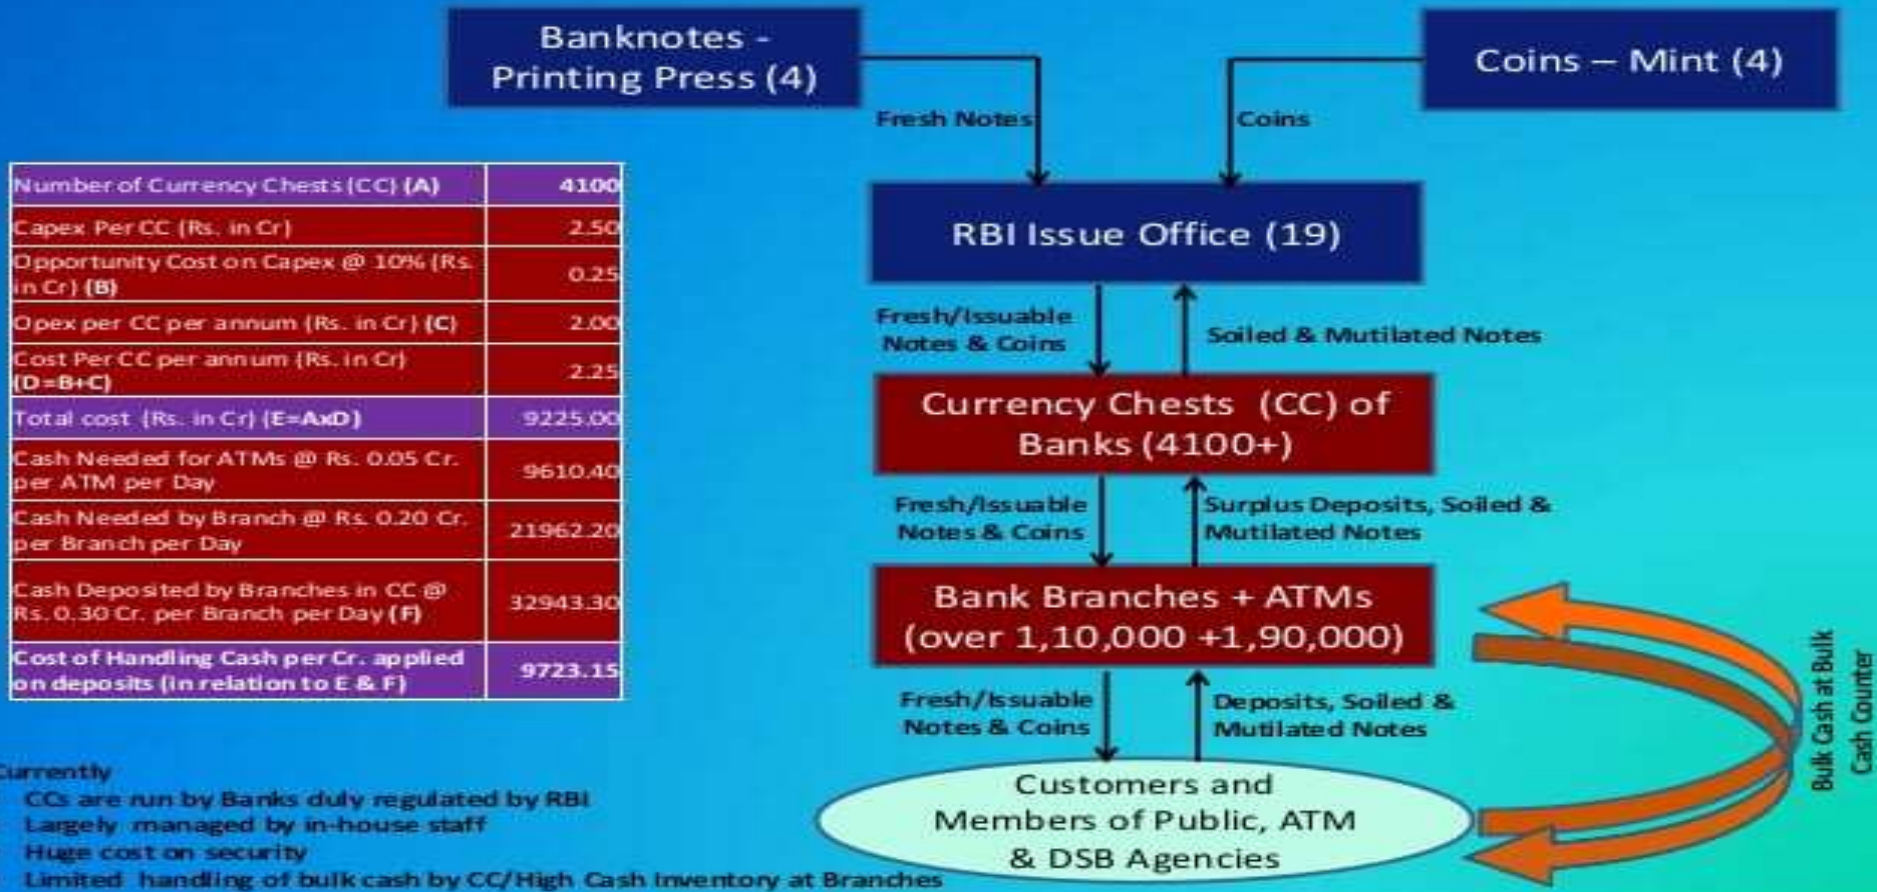 Banknotes -
Printing Press (4)
Coins – Mint (4)
Fresh Notes
Coins
Number of Currency Chests (CC) (A) 4100
Capex Per CC (Rs. in Cr) 2.50
Opportunity Cost on Capex @ 10% (Rs.
in Cr) (B) 0.25
Opex per CC per annum (Rs. in Cr) (C) 2.00
Cost Per CC per annum (Rs. in Cr)
(D=B+C) 2.25
Total cost (Rs. in Cr) (E=AxD) 9225.00
Cash Needed for ATMs @ Rs. 0.05 Cr.
per ATM per Day 9610.40
Cash Needed by Branch @ Rs. 0.20 Cr.
per Branch per Day 21962.20
Cash Deposited by Branches in CC @
Rs. 0.30 Cr. per Branch per Day (F) 32943.30
Cost of Handling Cash per Cr. applied
on deposits (in relation to E & F) 9723.15
RBI Issue Office (19)
Fresh/Issuable
Notes & Coins
Soiled & Mutilated Notes
Currency Chests (CC) of
Banks (4100+)
Fresh/Issuable
Notes & Coins
Surplus Deposits, Soiled &
Mutilated Notes
Bank Branches + ATMs
(over 1,10,000 +1,90,000)
Fresh/Issuable
Notes & Coins
Deposits, Soiled &
Mutilated Notes
Customers and
Members of Public, ATM
& DSB Agencies
Bulk Cash at Bulk
Cash Counter
Currently
CCs are run by Banks duly regulated by RBI
Largely managed by in-house staff
Huge cost on security
Limited handling of bulk cash by CC/High Cash Inventory at Branches